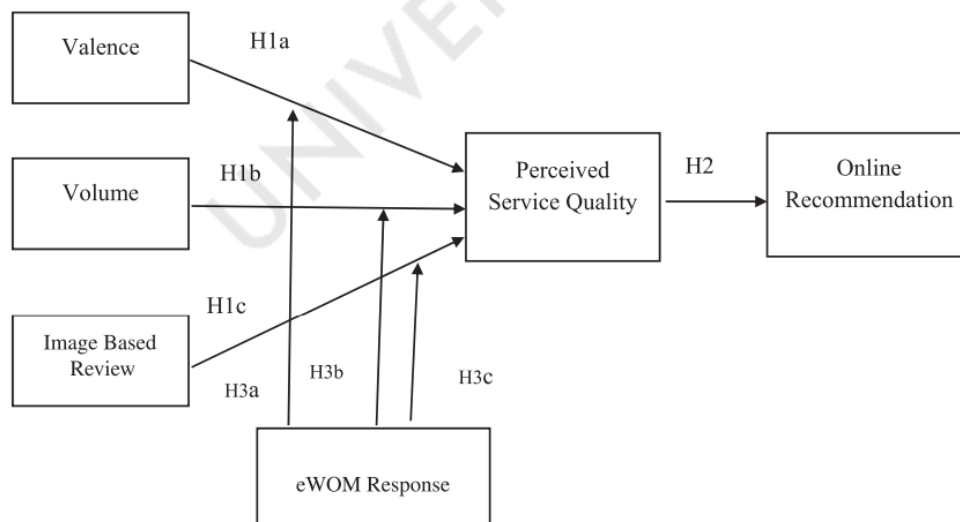 Valence
H1a
Volume
H1b
Perceived
Service Quality
H2
Online
Recommendation
Image Based
Review
H1c
H3a
H3b
H3c
eWOM Response
UNIVE